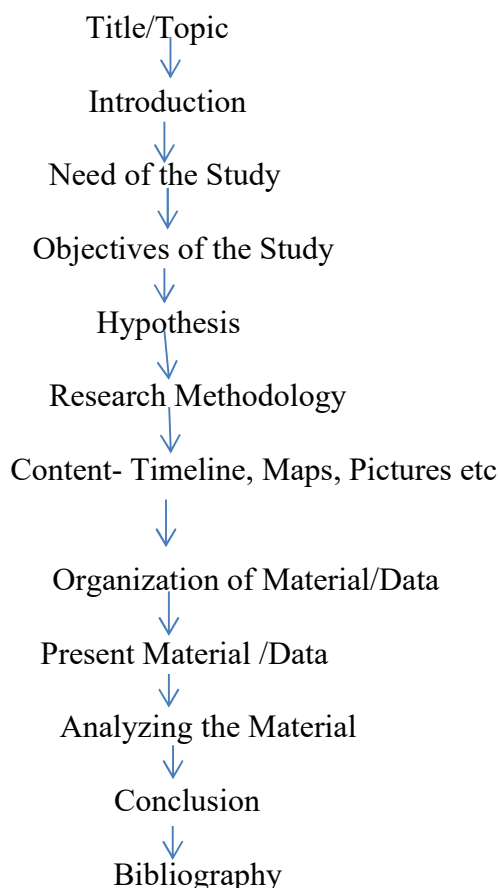 Title/Topic
Introduction
Need of the Study
Objectives of the Study
Hypothesis
Research Methodology
Content- Timeline, Maps, Pictures etc
Organization of Material/Data
Present Material /Data
Analyzing the Material
Conclusion
Bibliography